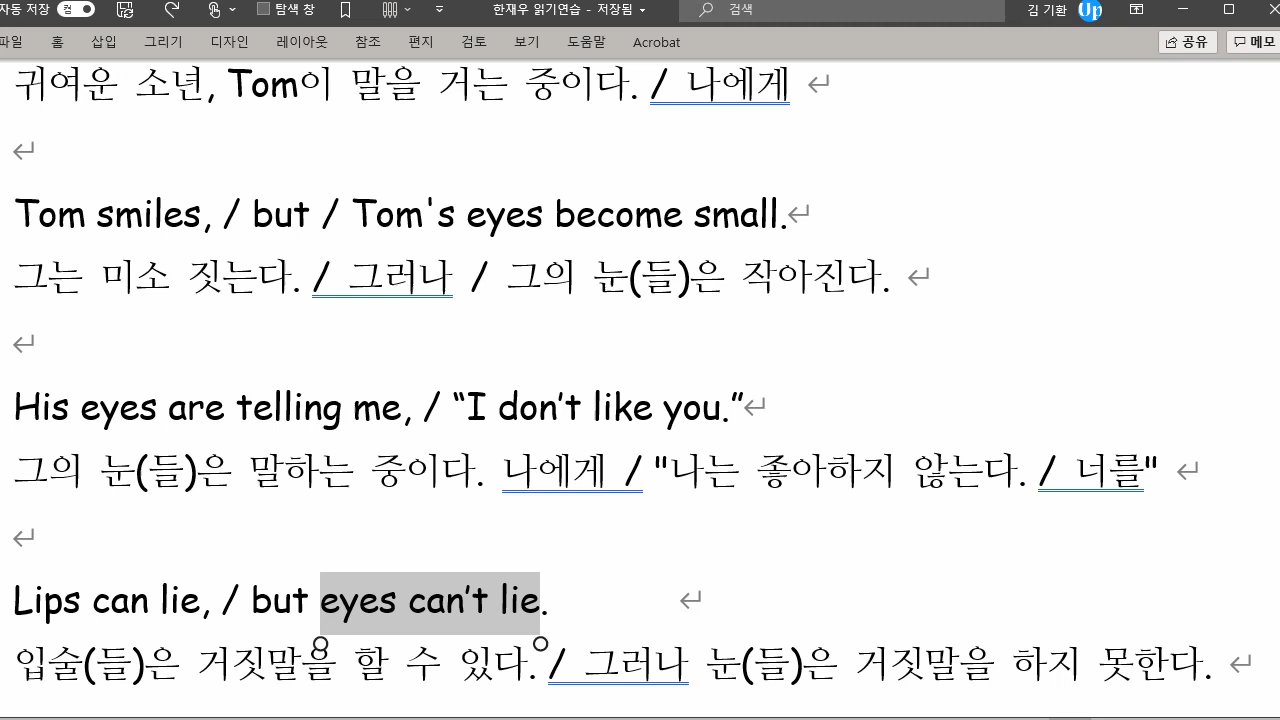 자동 저장 컴 탐색 창 한재우 읽기연습 - 저장됨 검색 김 기환 Up
파일 홈 삽입 그리기 디자인 레이아웃 참조 편지 검토 보기 도움말 Acrobat 공유 메모
귀여운 소년, Tom이 말을 거는 중이다. / 나에게
Tom smiles, / but / Tom's eyes become small.
그는 미소 짓는다. / 그러나 / 그의 눈(들)은 작아진다.
His eyes are telling me, / “I don’t like you.”
그의 눈(들)은 말하는 중이다. 나에게 / "나는 좋아하지 않는다. / 너를"
Lips can lie, / but eyes can’t lie.
입술(들)은 거짓말을 할 수 있다. / 그러나 눈(들)은 거짓말을 하지 못한다.